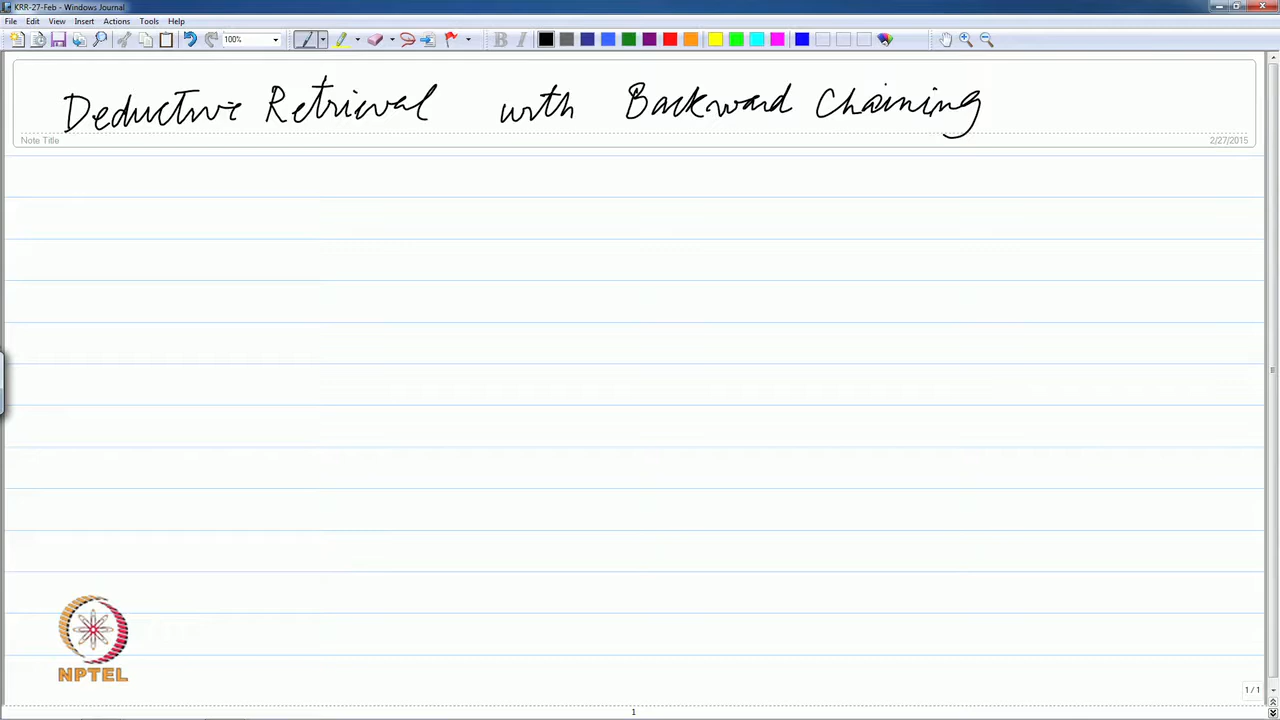 KRR-27-Feb - Windows Journal
File Edit View Insert Actions Tools Help
100%
Deductive Retrieval with Backward Chaining
Note Title
2/27/2015
NPTEL
1 / 1
1